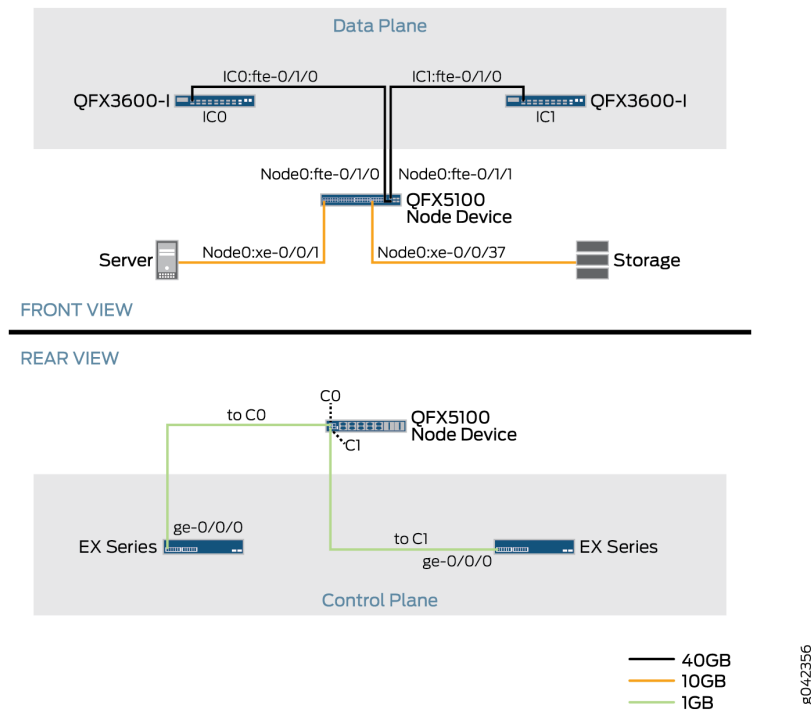 Data Plane
IC0:fte-0/1/0
IC1:fte-0/1/0
QFX3600-I
IC0
IC1
QFX3600-I
Node0:fte-0/1/0
Node0:fte-0/1/1
QFX5100
Node Device
Server
Node0:xe-0/0/1
Node0:xe-0/0/37
Storage
FRONT VIEW
REAR VIEW
C0
to C0
QFX5100
Node Device
C1
ge-0/0/0
EX Series
to C1
ge-0/0/0
EX Series
Control Plane
40GB
10GB
1GB
g042356